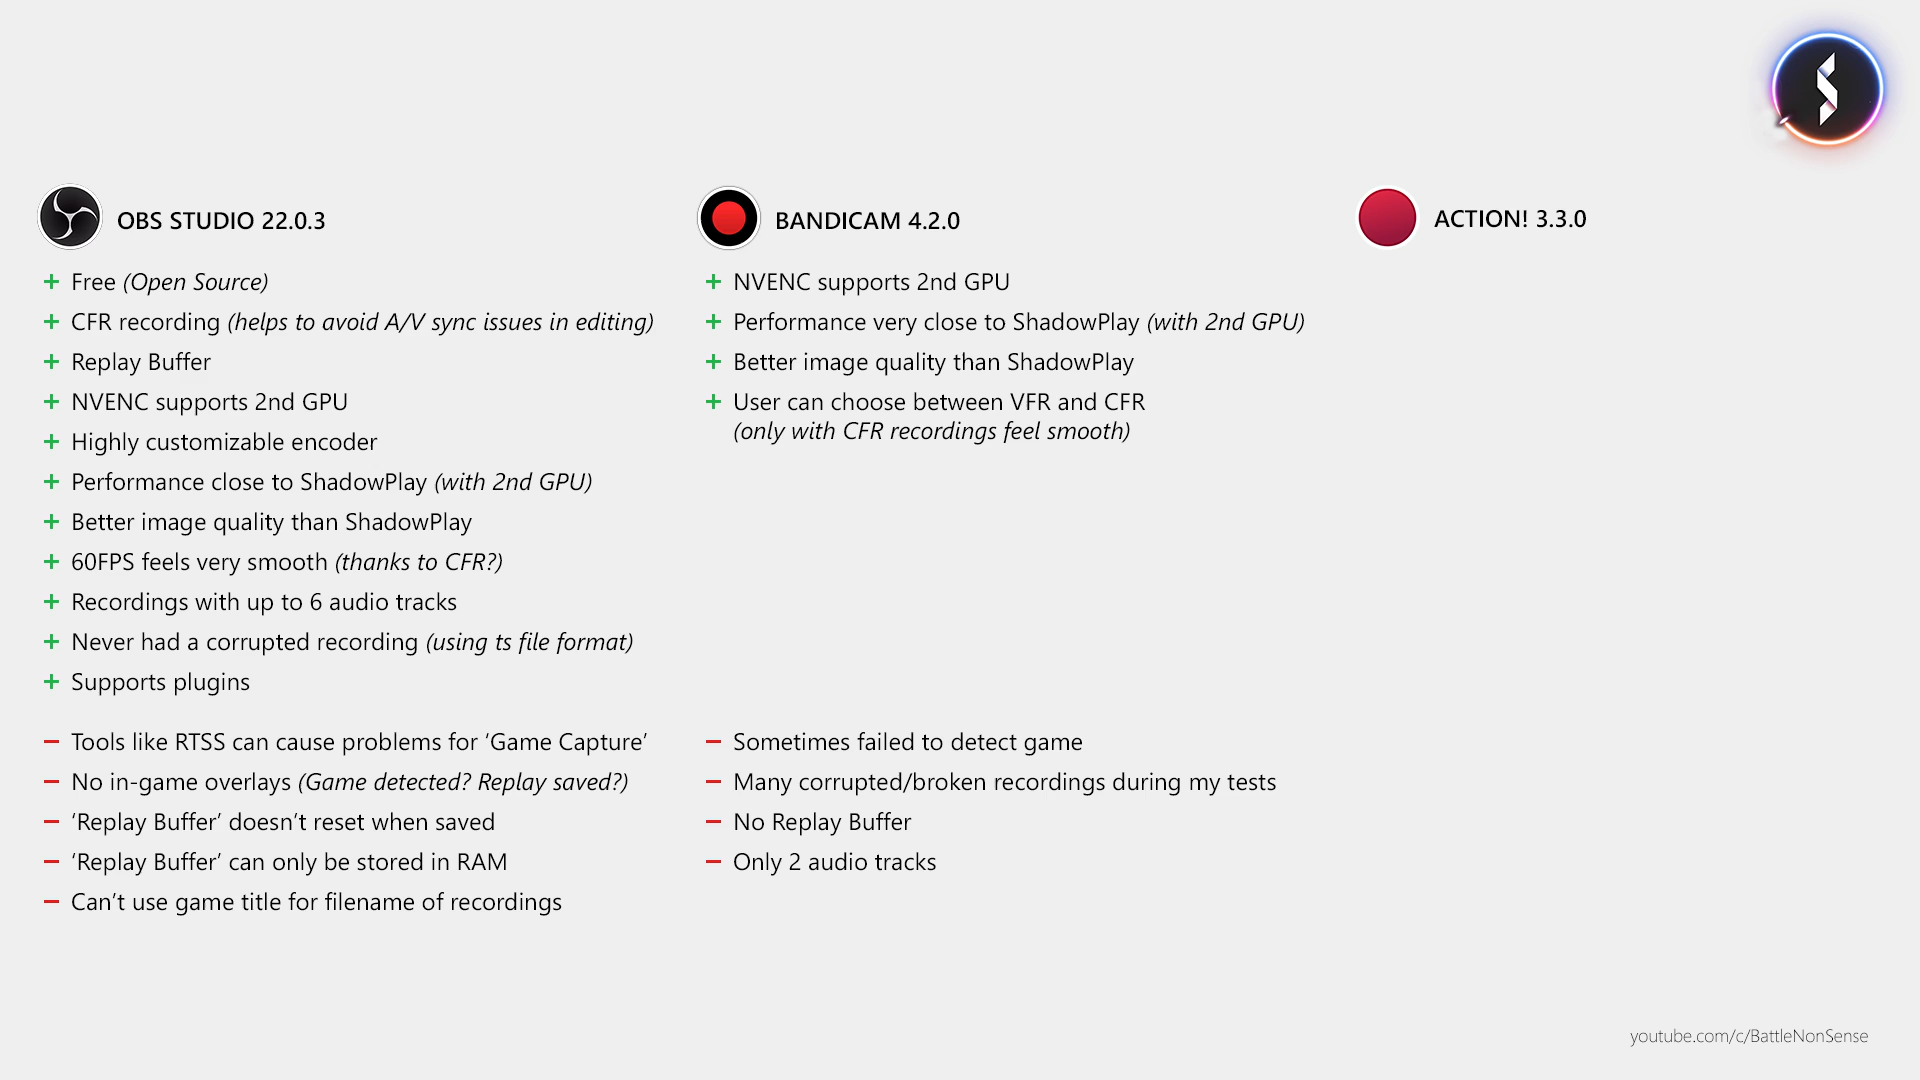 OBS STUDIO 22.0.3
+ Free (Open Source)
+ CFR recording (helps to avoid A/V sync issues in editing)
+ Replay Buffer
+ NVENC supports 2nd GPU
+ Highly customizable encoder
+ Performance close to ShadowPlay (with 2nd GPU)
+ Better image quality than ShadowPlay
+ 60FPS feels very smooth (thanks to CFR?)
+ Recordings with up to 6 audio tracks
+ Never had a corrupted recording (using ts file format)
+ Supports plugins
– Tools like RTSS can cause problems for ‘Game Capture’
– No in-game overlays (Game detected? Replay saved?)
– ‘Replay Buffer’ doesn’t reset when saved
– ‘Replay Buffer’ can only be stored in RAM
– Can’t use game title for filename of recordings
BANDICAM 4.2.0
+ NVENC supports 2nd GPU
+ Performance very close to ShadowPlay (with 2nd GPU)
+ Better image quality than ShadowPlay
+ User can choose between VFR and CFR
(only with CFR recordings feel smooth)
– Sometimes failed to detect game
– Many corrupted/broken recordings during my tests
– No Replay Buffer
– Only 2 audio tracks
ACTION! 3.3.0
youtube.com/c/BattleNonSense